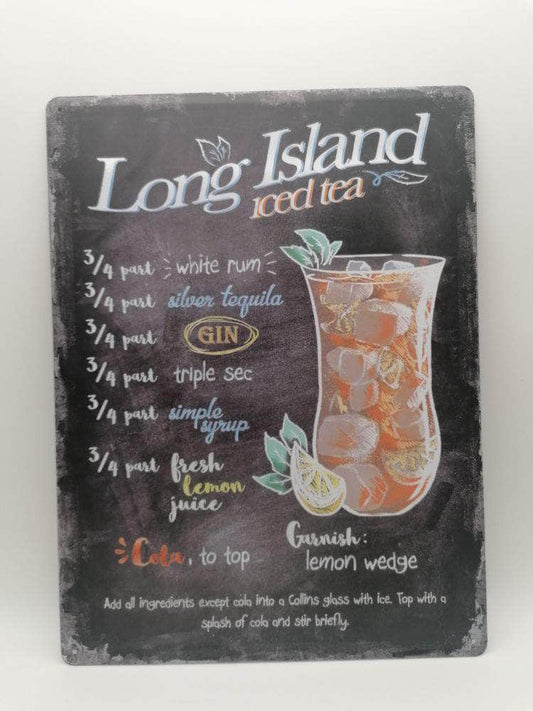 Long Island
iced tea
3/4 part white rum
3/4 part silver tequila
3/4 part GIN
3/4 part triple sec
3/4 part simple
syrup
3/4 part fresh
lemon
juice
Cola, to top
Garnish:
lemon wedge
Add all ingredients except cola into a Collins glass with ice. Top with a
splash of cola and stir briefly.